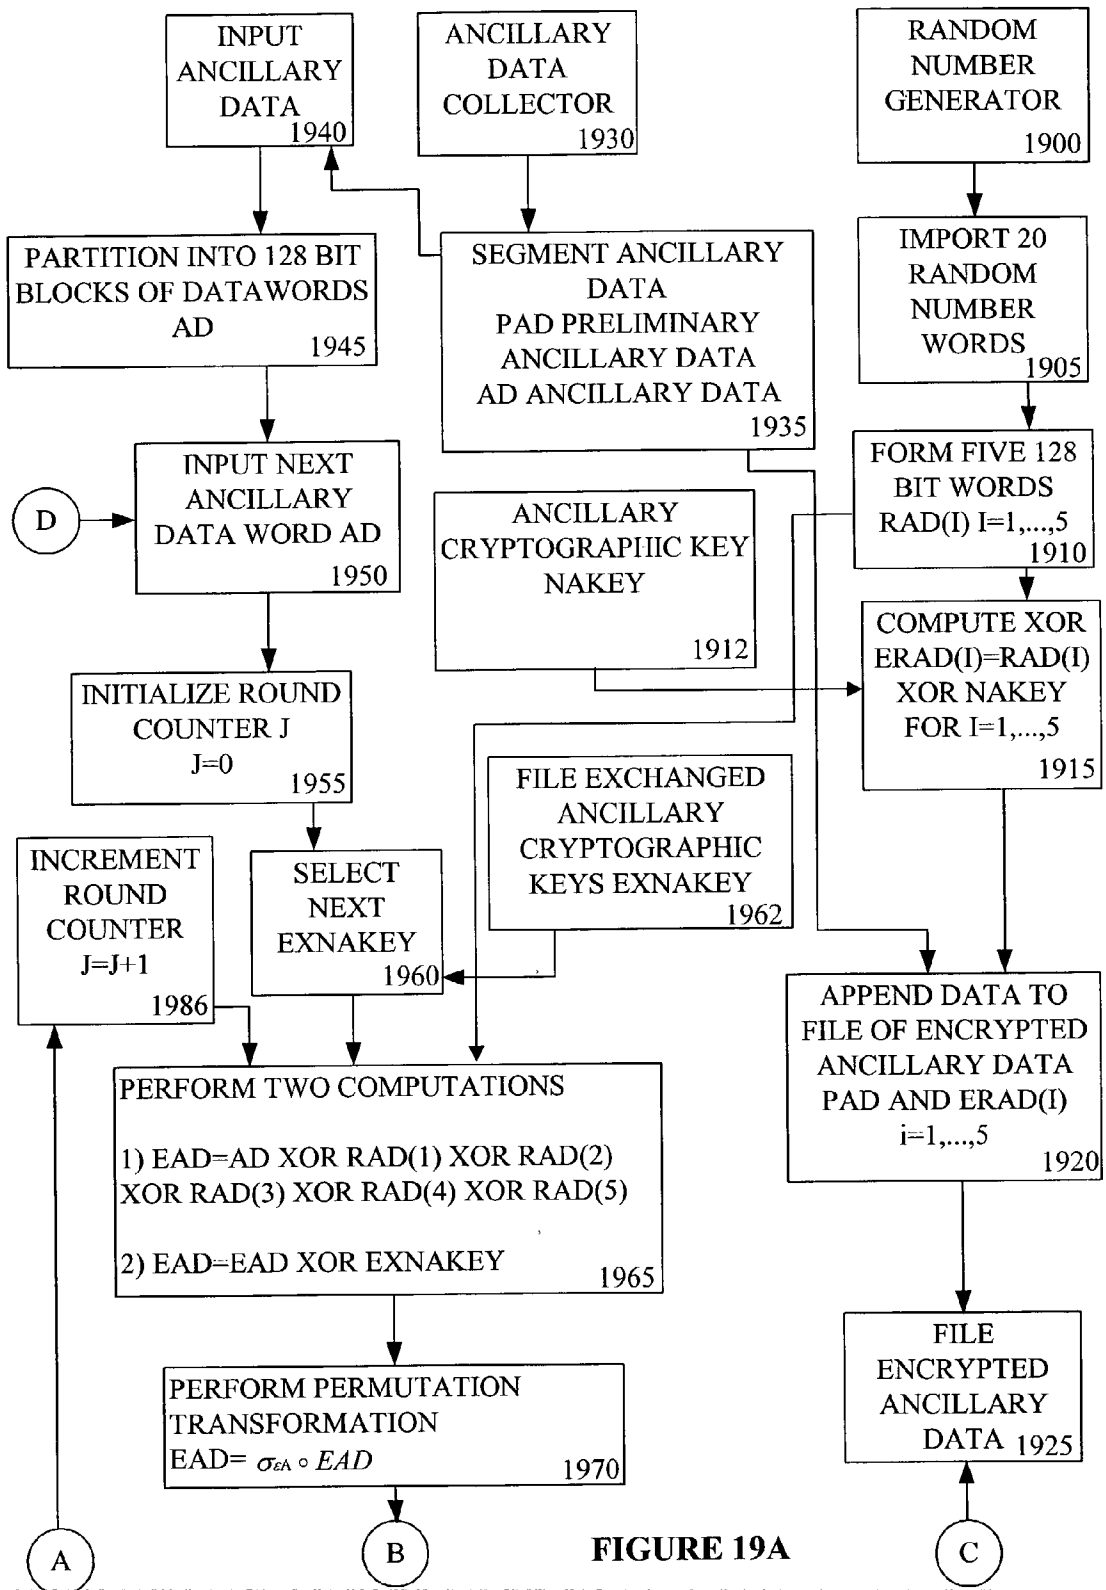 INPUT
ANCILLARY
DATA
1940
ANCILLARY
DATA
COLLECTOR
1930
RANDOM
NUMBER
GENERATOR
1900
PARTITION INTO 128 BIT
BLOCKS OF DATAWORDS
AD
1945
SEGMENT ANCILLARY
DATA
PAD PRELIMINARY
ANCILLARY DATA
AD ANCILLARY DATA
1935
IMPORT 20
RANDOM
NUMBER
WORDS
1905
D
INPUT NEXT
ANCILLARY
DATA WORD AD
1950
ANCILLARY
CRYPTOGRAPHIC KEY
NAKEY
1912
FORM FIVE 128
BIT WORDS
RAD(I) I=1,...,5
1910
COMPUTE XOR
ERAD(I)=RAD(I)
XOR NAKEY
FOR I=1,...,5
1915
INITIALIZE ROUND
COUNTER J
J=0
1955
FILE EXCHANGED
ANCILLARY
CRYPTOGRAPHIC
KEYS EXNAKEY
1962
INCREMENT
ROUND
COUNTER
J=J+1
1986
SELECT
NEXT
EXNAKEY
1960
APPEND DATA TO
FILE OF ENCRYPTED
ANCILLARY DATA
PAD AND ERAD(I)
i=1,...,5
1920
PERFORM TWO COMPUTATIONS
1) EAD=AD XOR RAD(1) XOR RAD(2)
XOR RAD(3) XOR RAD(4) XOR RAD(5)
2) EAD=EAD XOR EXNAKEY
1965
PERFORM PERMUTATION
TRANSFORMATION
EAD= σεA ∘ EAD
1970
FILE
ENCRYPTED
ANCILLARY
DATA 1925
A
B
FIGURE 19A
C